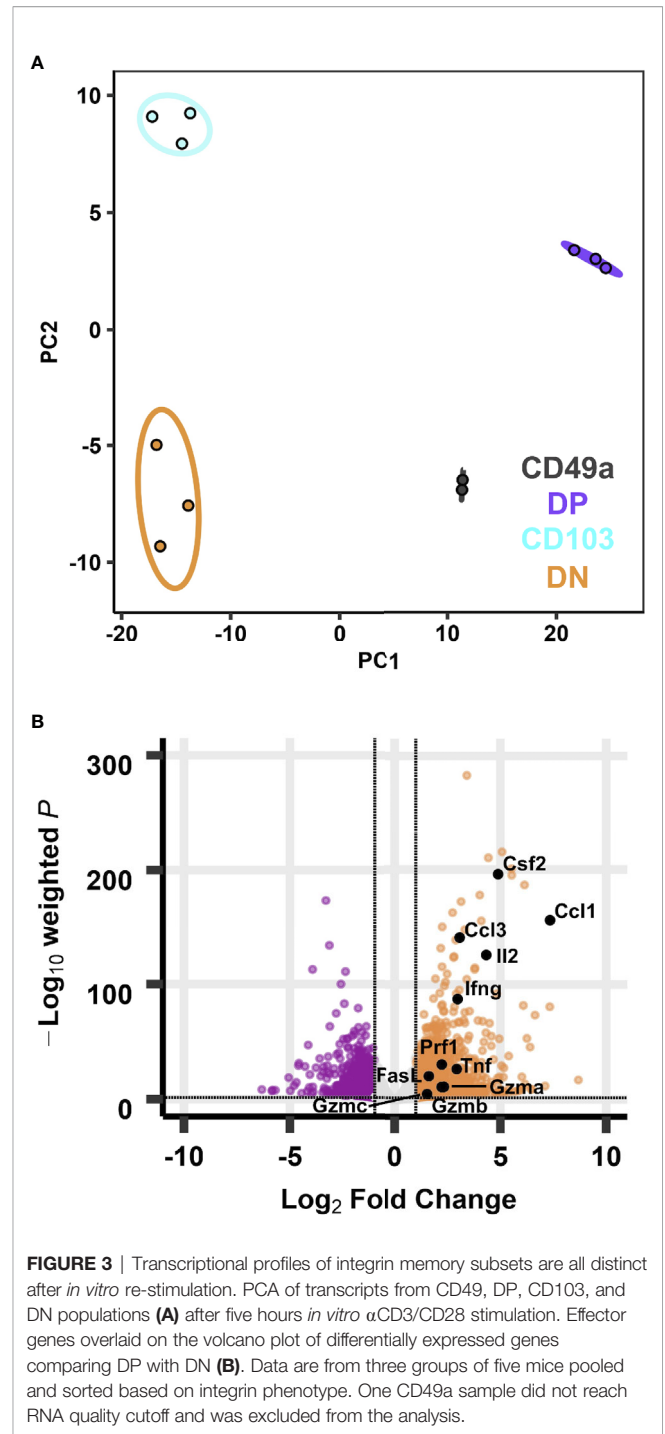 A
10
5
0
-5
-10
PC2
-20
-10
0
10
20
PC1
CD49a
DP
CD103
DN
B
300
200
100
0
−Log10 weighted P
-10
-5
0
5
10
Log2 Fold Change
Csf2
Ccl1
Ccl3
Il2
Ifng
Prf1
Tnf
FasL
Gzma
Gzmc
Gzmb
FIGURE 3 | Transcriptional profiles of integrin memory subsets are all distinct
after in vitro re-stimulation. PCA of transcripts from CD49, DP, CD103, and
DN populations (A) after five hours in vitro αCD3/CD28 stimulation. Effector
genes overlaid on the volcano plot of differentially expressed genes
comparing DP with DN (B). Data are from three groups of five mice pooled
and sorted based on integrin phenotype. One CD49a sample did not reach
RNA quality cutoff and was excluded from the analysis.